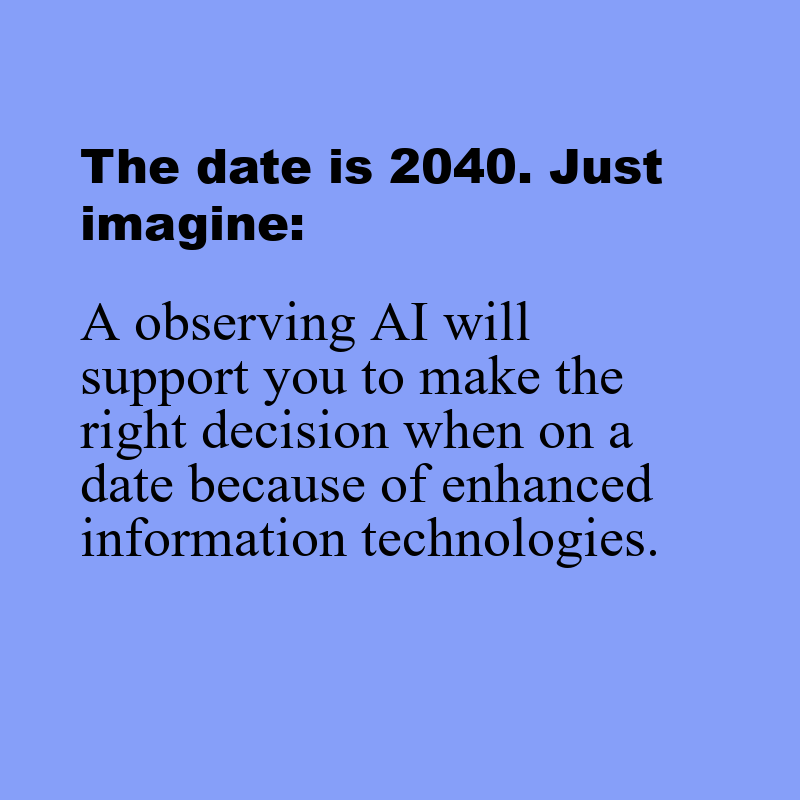 The date is 2040. Just
imagine:
A observing AI will
support you to make the
right decision when on a
date because of enhanced
information technologies.